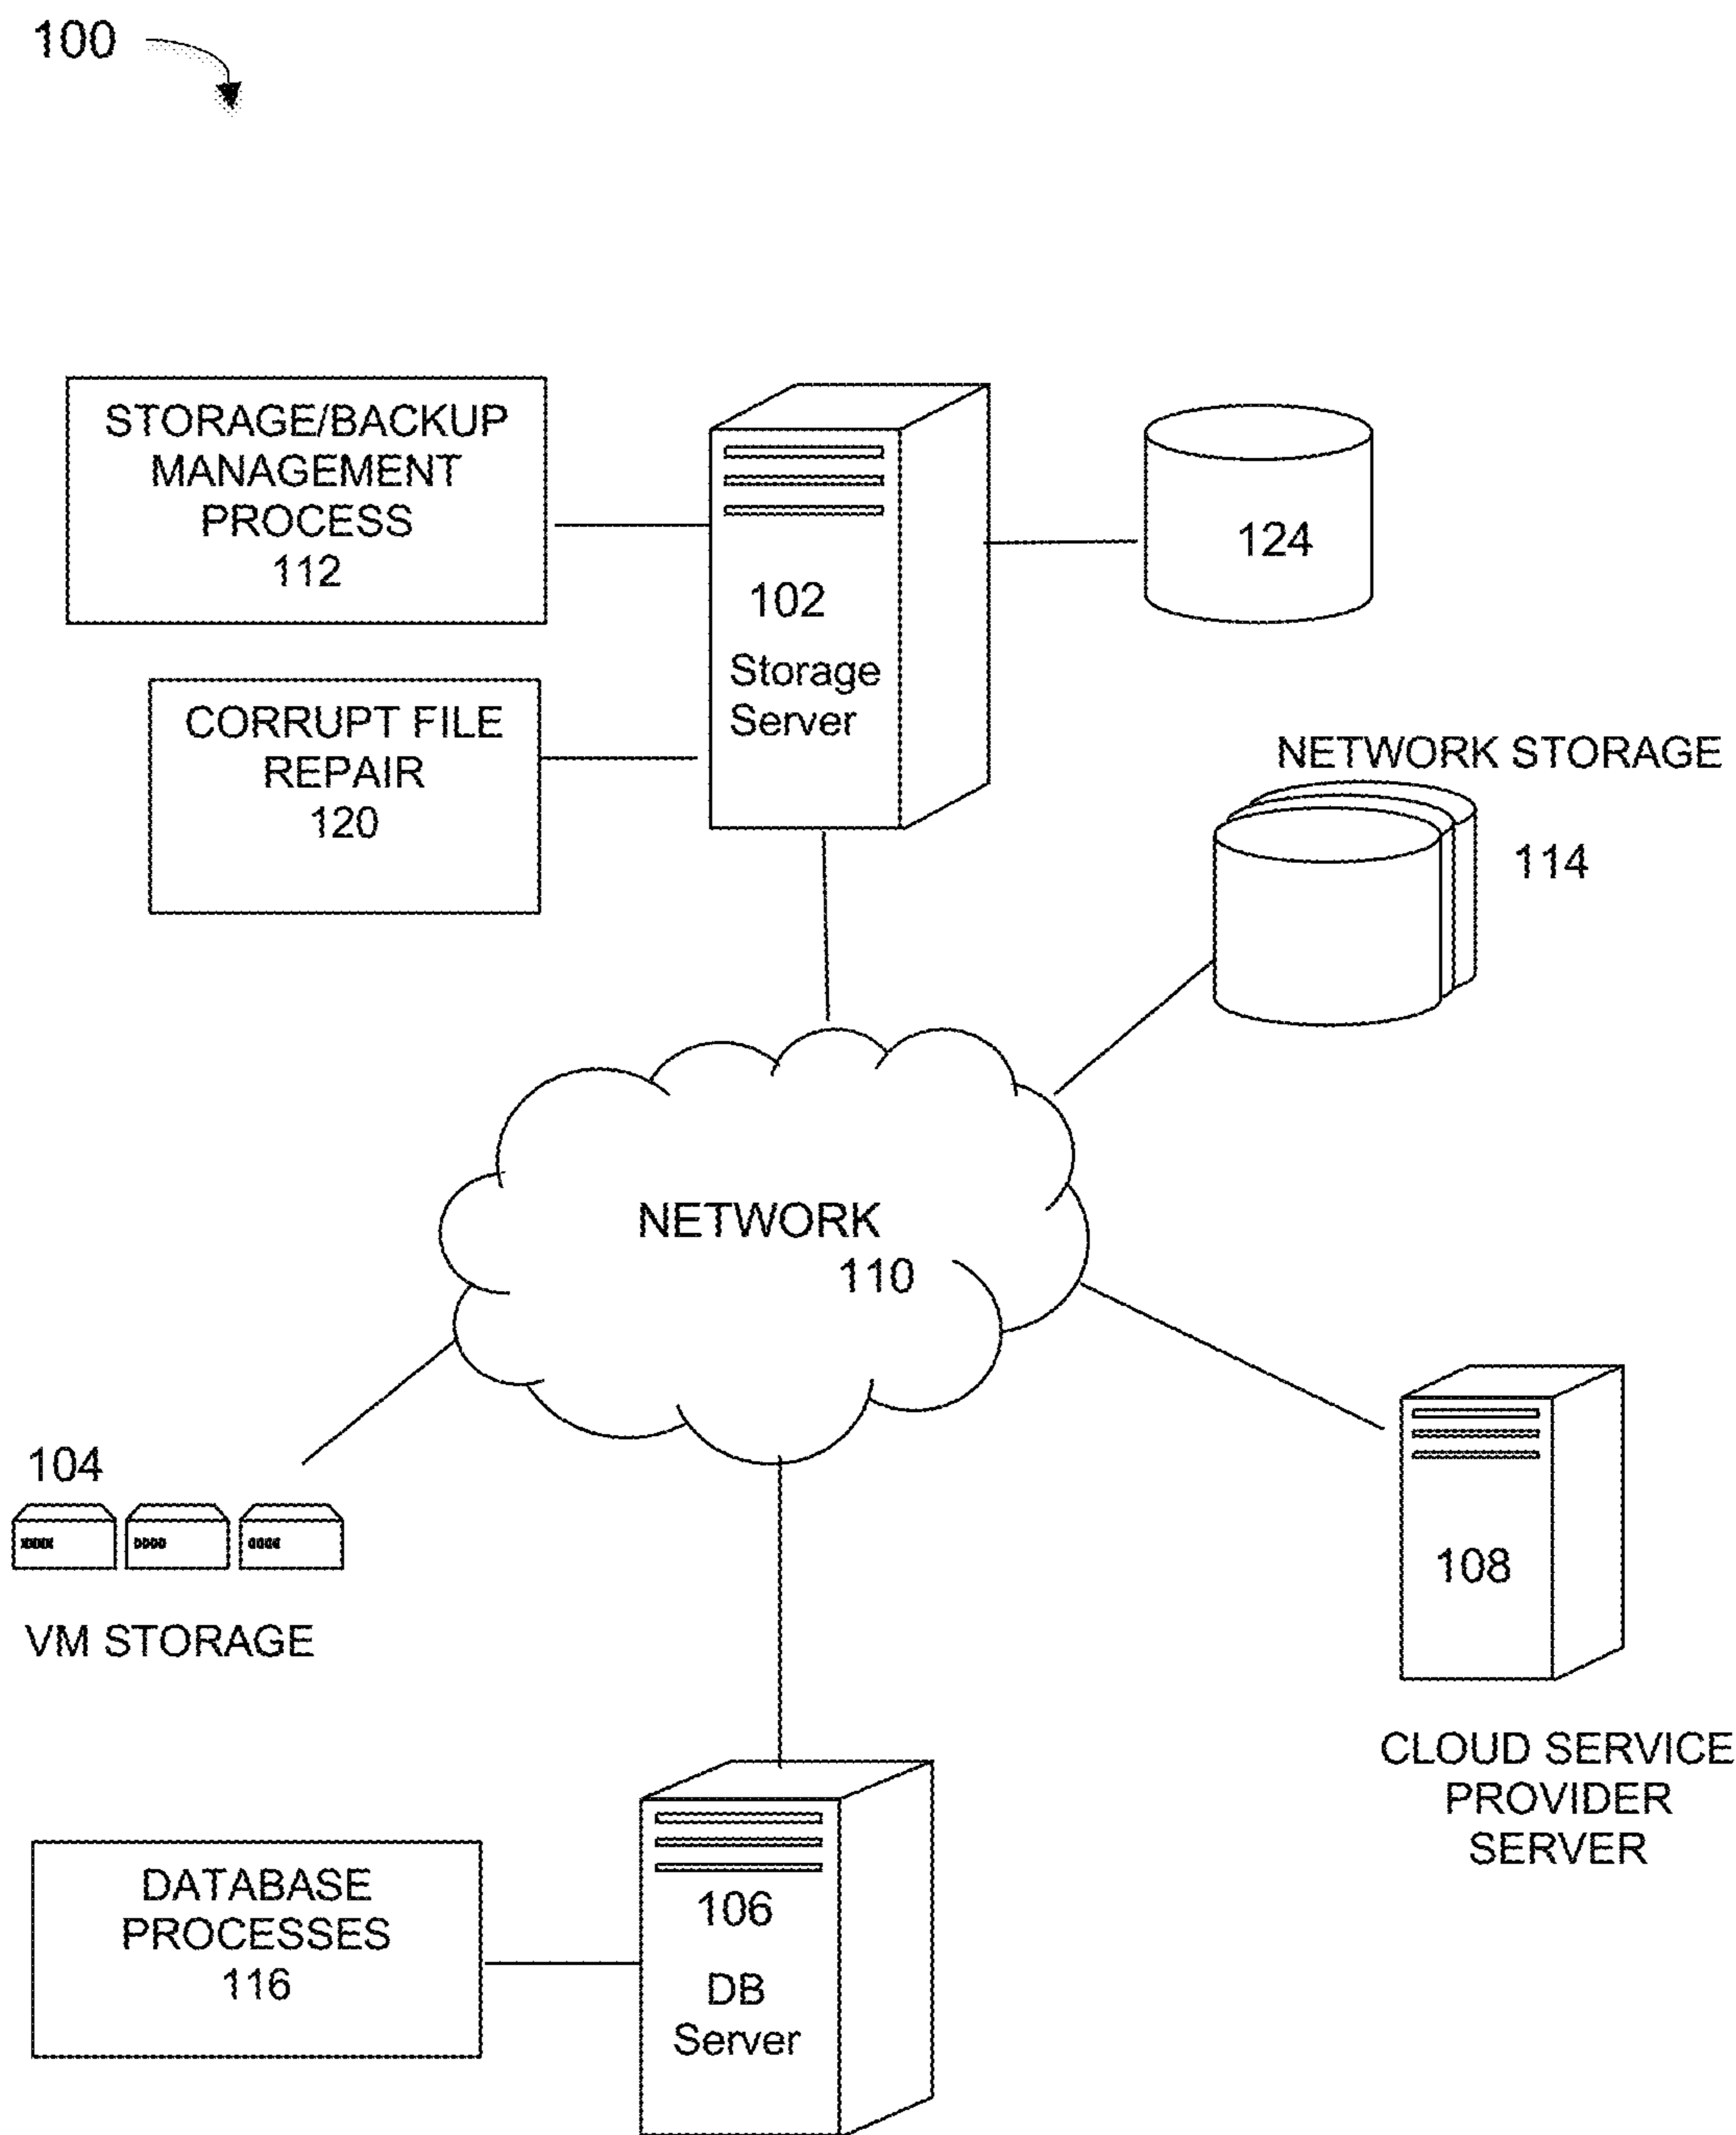 100
STORAGE/BACKUP
MANAGEMENT
PROCESS
112
102
Storage
Server
124
CORRUPT FILE
REPAIR
120
NETWORK STORAGE
114
NETWORK
110
104
VM STORAGE
108
CLOUD SERVICE
PROVIDER
SERVER
DATABASE
PROCESSES
116
106
DB
Server